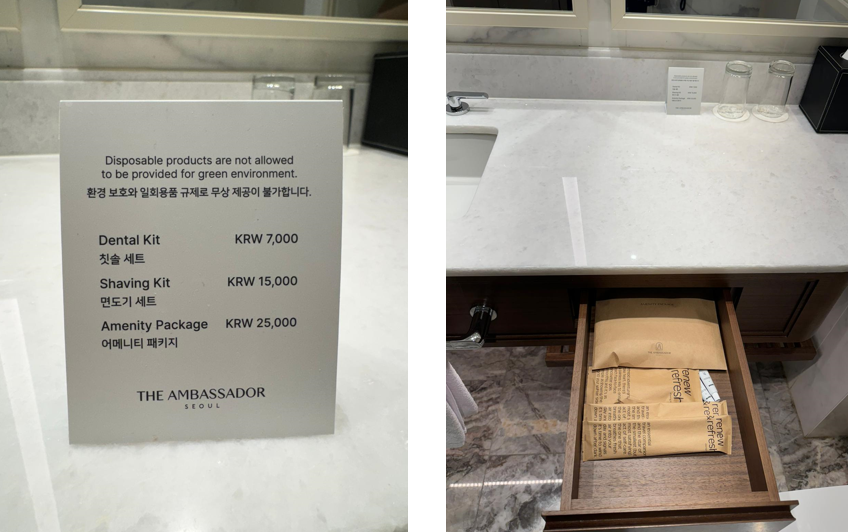 Disposable products are not allowed
to be provided for green environment.
환경 보호와 일회용품 규제로 무상 제공이 불가합니다.
Dental Kit KRW 7,000
칫솔 세트
Shaving Kit KRW 15,000
면도기 세트
Amenity Package KRW 25,000
어메니티 패키지
THE AMBASSADOR
SEOUL
renew
refresh
renew
refresh